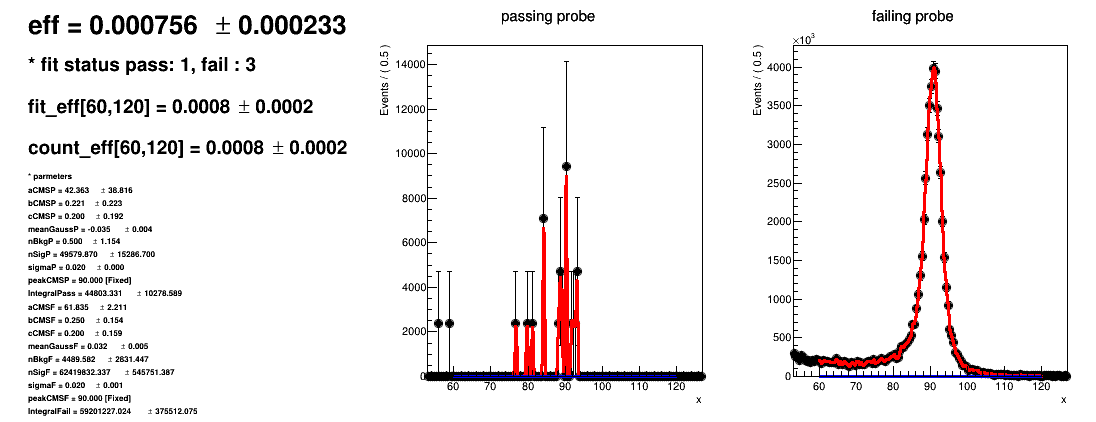 eff = 0.000756 ± 0.000233
* fit status pass: 1, fail : 3
fit_eff[60,120] = 0.0008 ± 0.0002
count_eff[60,120] = 0.0008 ± 0.0002
* parmeters
aCMSP = 42.363 ± 38.816
bCMSP = 0.221 ± 0.223
cCMSP = 0.200 ± 0.192
meanGaussP = -0.035 ± 0.004
nBkgP = 0.500 ± 1.154
nSigP = 49579.870 ± 15286.700
sigmaP = 0.020 ± 0.000
peakCMSP = 90.000 [Fixed]
IntegralPass = 44803.331 ± 10278.589
aCMSF = 61.835 ± 2.211
bCMSF = 0.250 ± 0.154
cCMSF = 0.200 ± 0.159
meanGaussF = 0.032 ± 0.005
nBkgF = 4489.582 ± 2831.447
nSigF = 62419832.337 ± 545751.387
sigmaF = 0.020 ± 0.001
peakCMSF = 90.000 [Fixed]
IntegralFail = 59201227.024 ± 375512.075
passing probe
Events / ( 0.5 )
14000
12000
10000
8000
6000
4000
2000
0
60 70 80 90 100 110 120
x
failing probe
×10³
Events / ( 0.5 )
4000
3500
3000
2500
2000
1500
1000
500
0
60 70 80 90 100 110 120
x